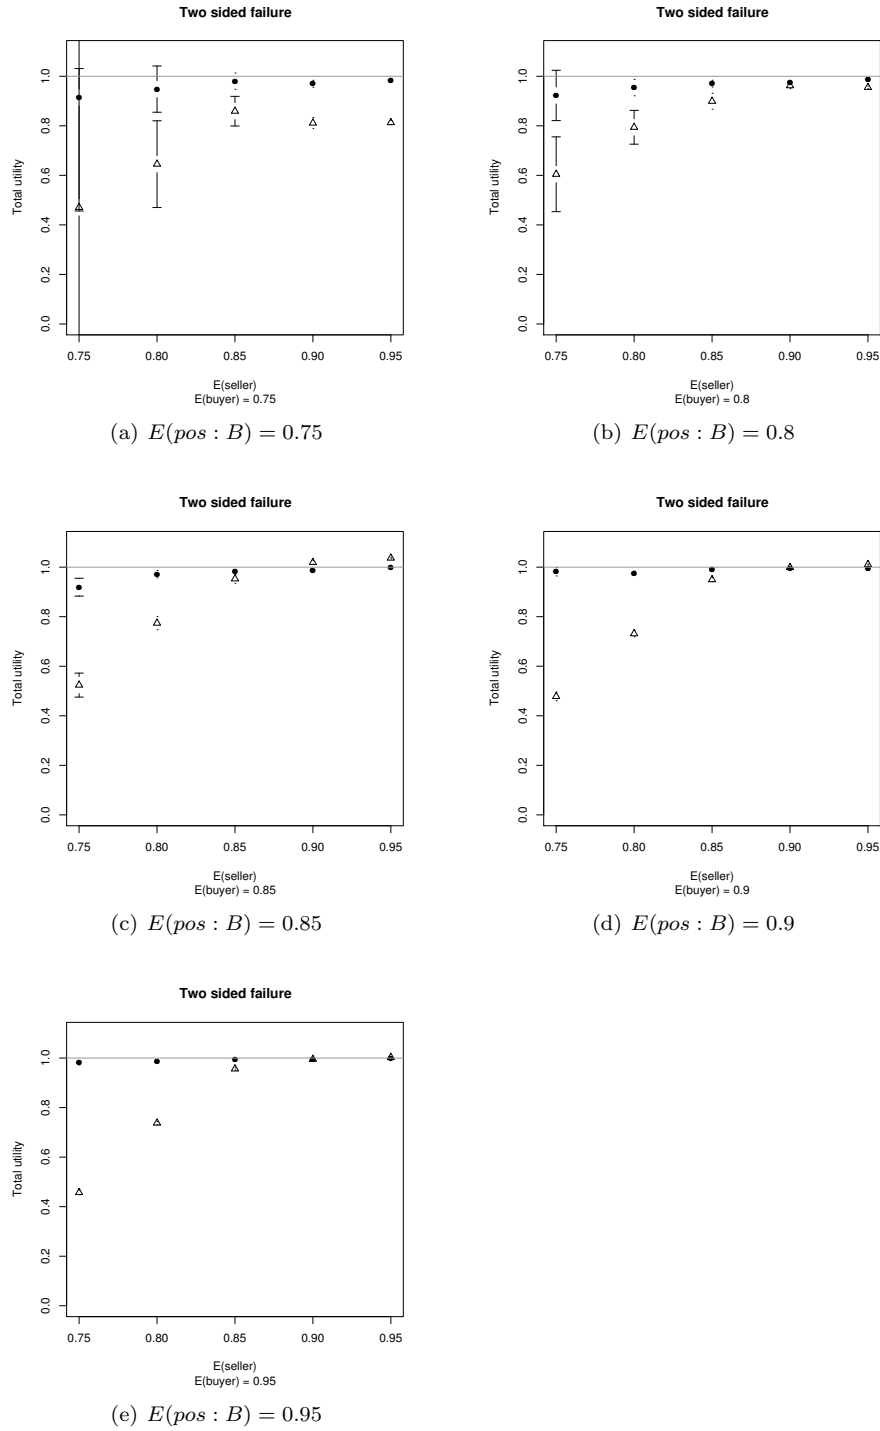 Two sided failure
Total utility
1.0
0.8
0.6
0.4
0.2
0.0
0.75 0.80 0.85 0.90 0.95
E(seller)
E(buyer) = 0.75
(a) E(pos : B) = 0.75
Two sided failure
Total utility
1.0
0.8
0.6
0.4
0.2
0.0
0.75 0.80 0.85 0.90 0.95
E(seller)
E(buyer) = 0.8
(b) E(pos : B) = 0.8
Two sided failure
Total utility
1.0
0.8
0.6
0.4
0.2
0.0
0.75 0.80 0.85 0.90 0.95
E(seller)
E(buyer) = 0.85
(c) E(pos : B) = 0.85
Two sided failure
Total utility
1.0
0.8
0.6
0.4
0.2
0.0
0.75 0.80 0.85 0.90 0.95
E(seller)
E(buyer) = 0.9
(d) E(pos : B) = 0.9
Two sided failure
Total utility
1.0
0.8
0.6
0.4
0.2
0.0
0.75 0.80 0.85 0.90 0.95
E(seller)
E(buyer) = 0.95
(e) E(pos : B) = 0.95